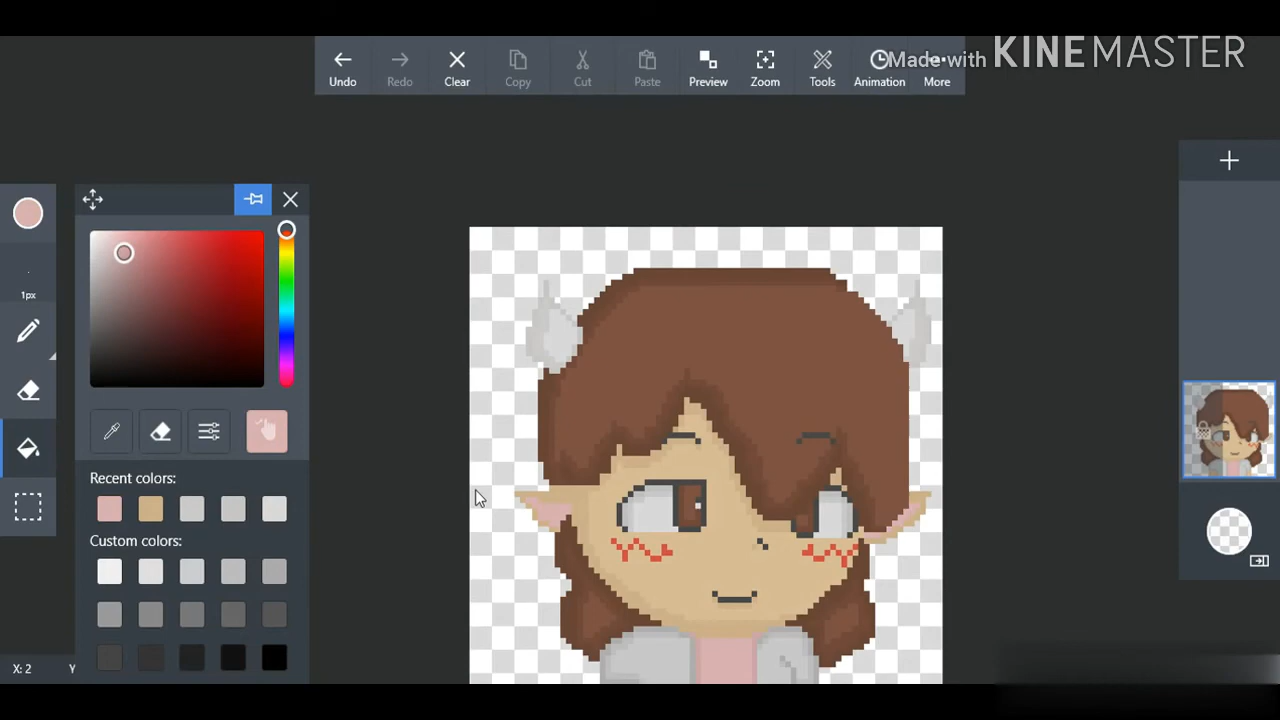 Made with KINEMASTER
Undo Redo Clear Copy Cut Paste Preview Zoom Tools Animation More
1px
Recent colors:
Custom colors:
X: 2 Y